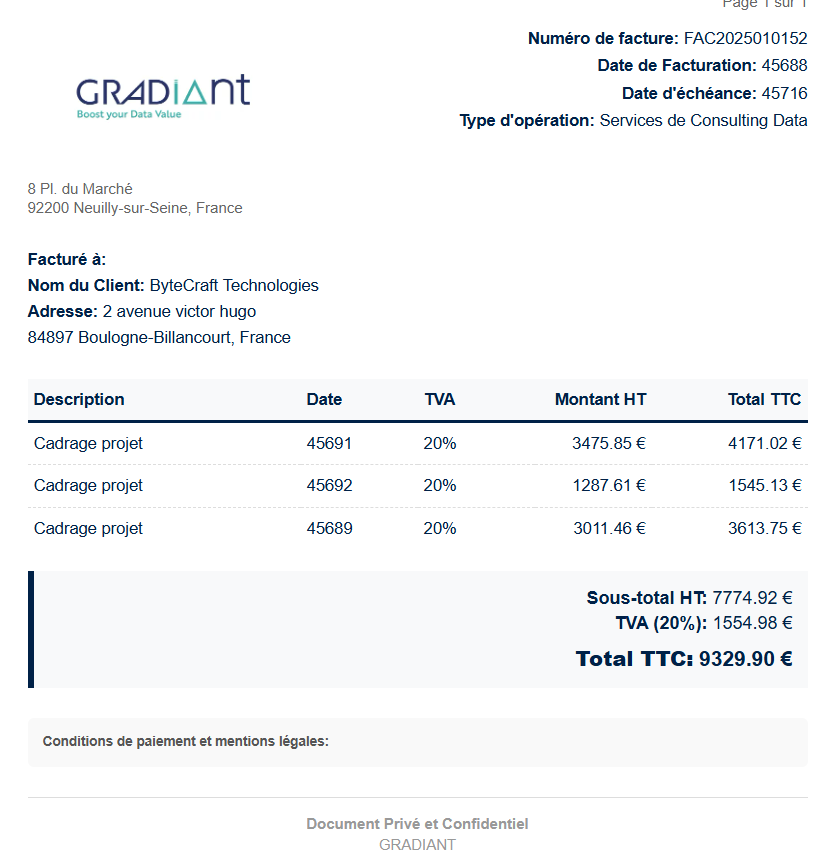 Page 1 sur 1
Numéro de facture: FAC2025010152
Date de Facturation: 45688
Date d'échéance: 45716
Type d'opération: Services de Consulting Data
GRADIANT
Boost your Data Value
8 Pl. du Marché
92200 Neuilly-sur-Seine, France
Facturé à:
Nom du Client: ByteCraft Technologies
Adresse: 2 avenue victor hugo
84897 Boulogne-Billancourt, France
Description Date TVA Montant HT Total TTC
Cadrage projet 45691 20% 3475.85 € 4171.02 €
Cadrage projet 45692 20% 1287.61 € 1545.13 €
Cadrage projet 45689 20% 3011.46 € 3613.75 €
Sous-total HT: 7774.92 €
TVA (20%): 1554.98 €
Total TTC: 9329.90 €
Conditions de paiement et mentions légales:
Document Privé et Confidentiel
GRADIANT